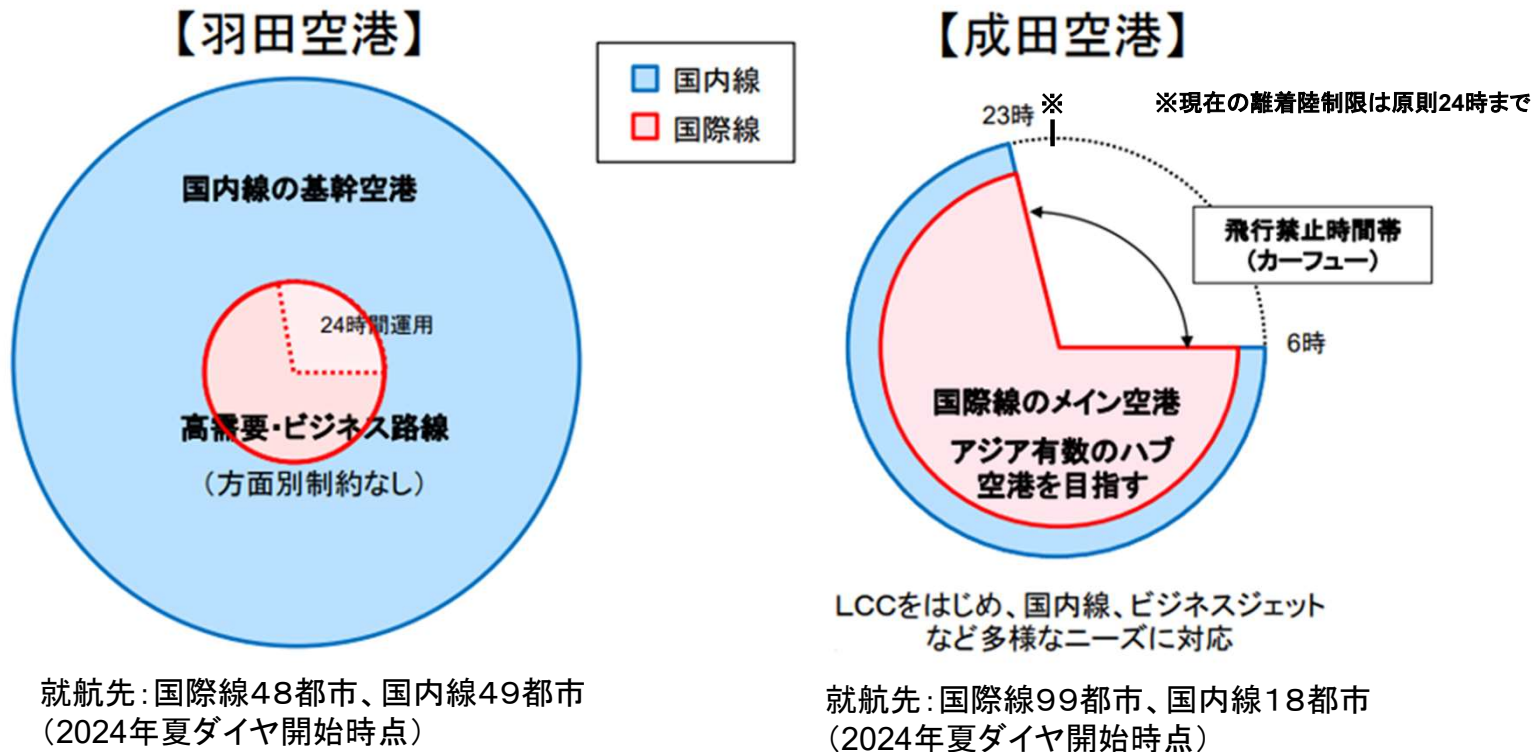 【羽田空港】
国内線の基幹空港
24時間運用
高需要・ビジネス路線
（方面別制約なし）
就航先：国際線４８都市、国内線４９都市
（2024年夏ダイヤ開始時点）
国内線
国際線
【成田空港】
※現在の離着陸制限は原則24時まで
23時
※
飛行禁止時間帯
（カーフュー）
6時
国際線のメイン空港
アジア有数のハブ
空港を目指す
ＬＣＣをはじめ、国内線、ビジネスジェット
など多様なニーズに対応
就航先：国際線９９都市、国内線１８都市
（2024年夏ダイヤ開始時点）